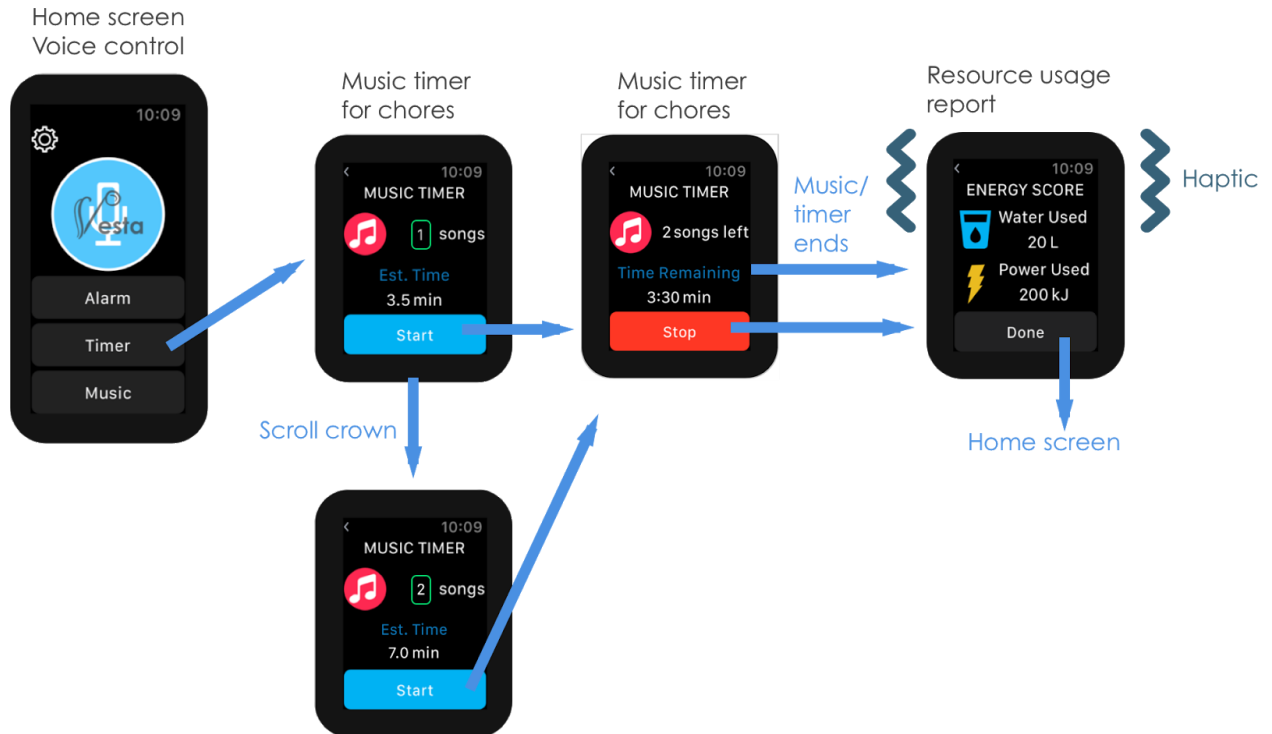 Home screen
Voice control
10:09
Vesta
Alarm
Timer
Music
Music timer
for chores
<
10:09
MUSIC TIMER
1 songs
Est. Time
3.5 min
Start
Scroll crown
<
10:09
MUSIC TIMER
2 songs
Est. Time
7.0 min
Start
Music timer
for chores
<
10:09
MUSIC TIMER
2 songs left
Time Remaining
3:30 min
Stop
Music/
timer
ends
Resource usage
report
<
10:09
ENERGY SCORE
Water Used
20 L
Power Used
200 kJ
Done
Haptic
Home screen